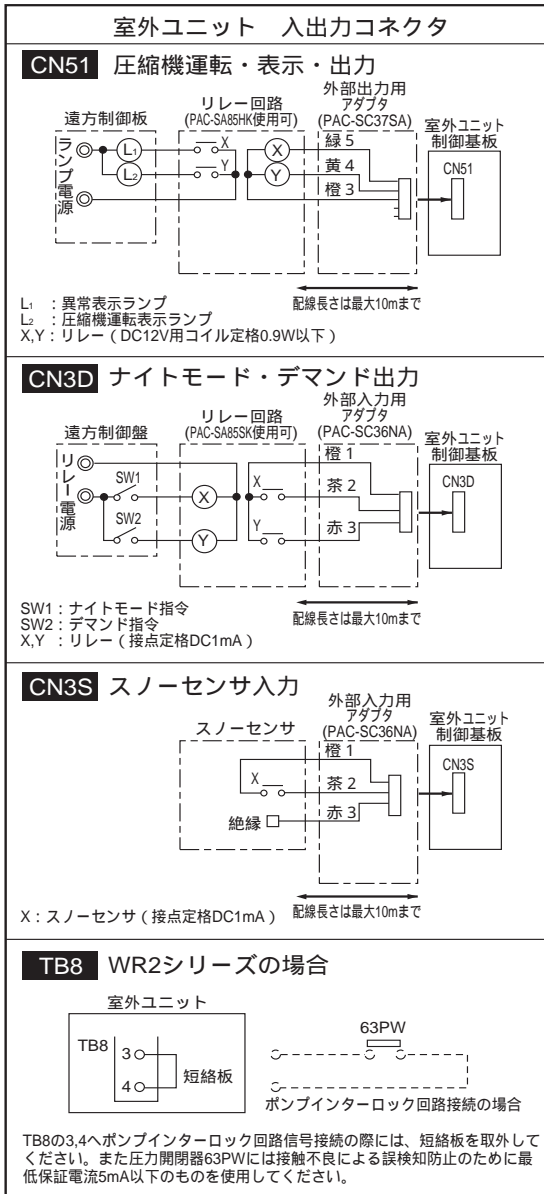 室外ユニット 入出力コネクタ
CN51 圧縮機運転・表示・出力
遠方制御板
リレー回路
(PAC-SA85HK使用可)
外部出力用
アダプタ
(PAC-SC37SA)
室外ユニット
制御基板
ランプ電源
L1
L2
X
Y
X
Y
緑 5
黄 4
橙 3
CN51
配線長さは最大10mまで
L1 :異常表示ランプ
L2 :圧縮機運転表示ランプ
X,Y:リレー(DC12V用コイル定格0.9W以下)
CN3D ナイトモード・デマンド出力
遠方制御盤
リレー回路
(PAC-SA85SK使用可)
外部入力用
アダプタ
(PAC-SC36NA)
室外ユニット
制御基板
リレー電源
SW1
SW2
X
Y
X
Y
橙 1
茶 2
赤 3
CN3D
配線長さは最大10mまで
SW1:ナイトモード指令
SW2:デマンド指令
X,Y :リレー(接点定格DC1mA)
CN3S スノーセンサ入力
スノーセンサ
外部入力用
アダプタ
(PAC-SC36NA)
室外ユニット
制御基板
X
絶縁
橙 1
茶 2
赤 3
CN3S
配線長さは最大10mまで
X:スノーセンサ(接点定格DC1mA)
TB8 WR2シリーズの場合
室外ユニット
TB8
3
4
短絡板
63PW
ポンプインターロック回路接続の場合
TB8の3,4へポンプインターロック回路信号接続の際には、短絡板を取外して
ください。また圧力開閉器63PWには接触不良による誤検知防止のために最
低保証電流5mA以下のものを使用してください。